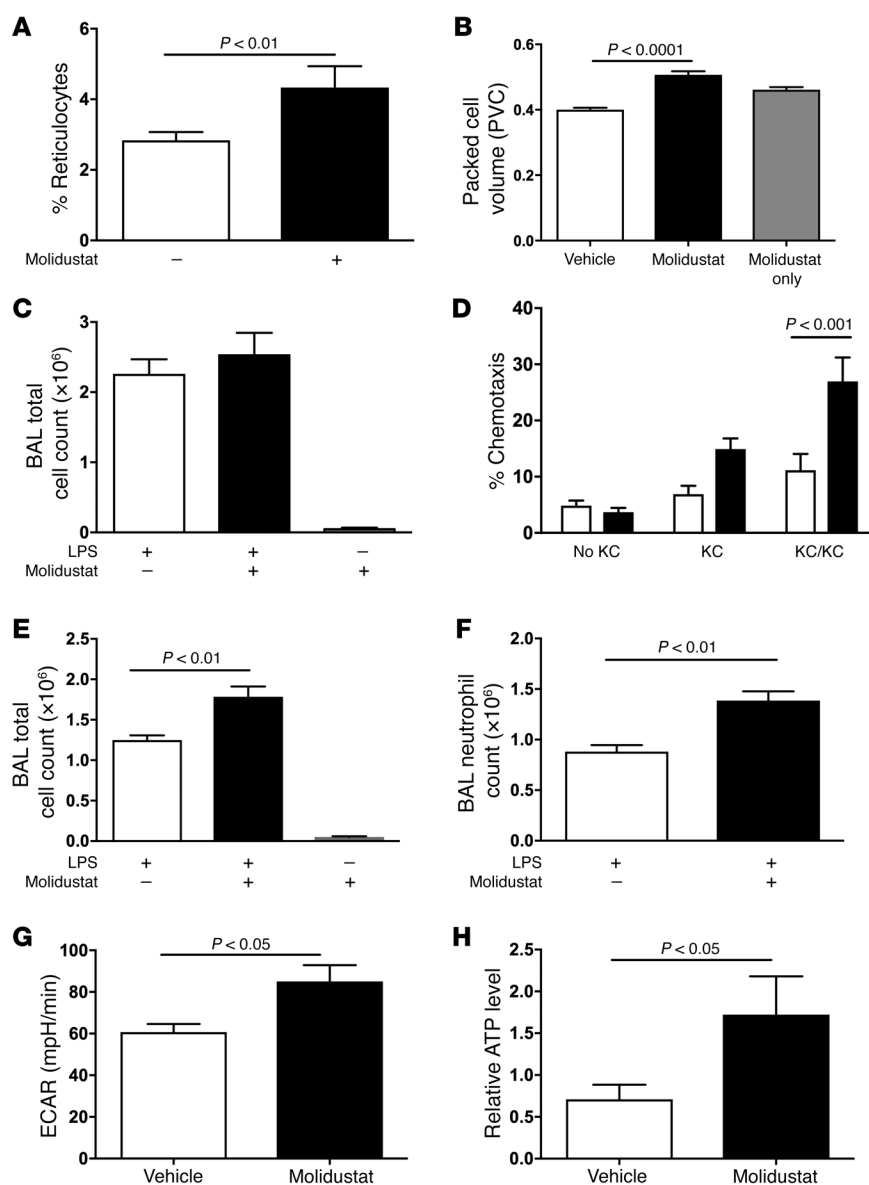 A
P < 0.01
% Reticulocytes
6
4
2
0
Molidustat − +
B
P < 0.0001
Packed cell
volume (PVC)
0.6
0.4
0.2
0.0
Vehicle Molidustat Molidustat
only
C
BAL total
cell count (×10⁶)
3
2
1
0
LPS + + −
Molidustat − + +
D
P < 0.001
% Chemotaxis
40
30
20
10
0
No KC KC KC/KC
E
P < 0.01
BAL total
cell count (×10⁶)
2.5
2.0
1.5
1.0
0.5
0.0
LPS + + −
Molidustat − + +
F
P < 0.01
BAL neutrophil
count (×10⁶)
2.0
1.5
1.0
0.5
0.0
LPS + +
Molidustat − +
G
P < 0.05
ECAR (mpH/min)
100
80
60
40
20
0
Vehicle Molidustat
H
P < 0.05
Relative ATP level
2.5
2.0
1.5
1.0
0.5
0.0
Vehicle Molidustat